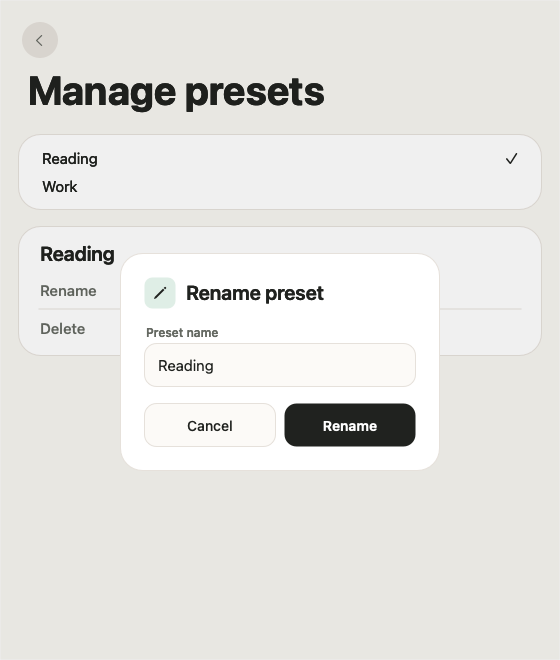 Manage presets
Reading
Work
Reading
Rename
Delete
Rename preset
Preset name
Reading
Cancel
Rename